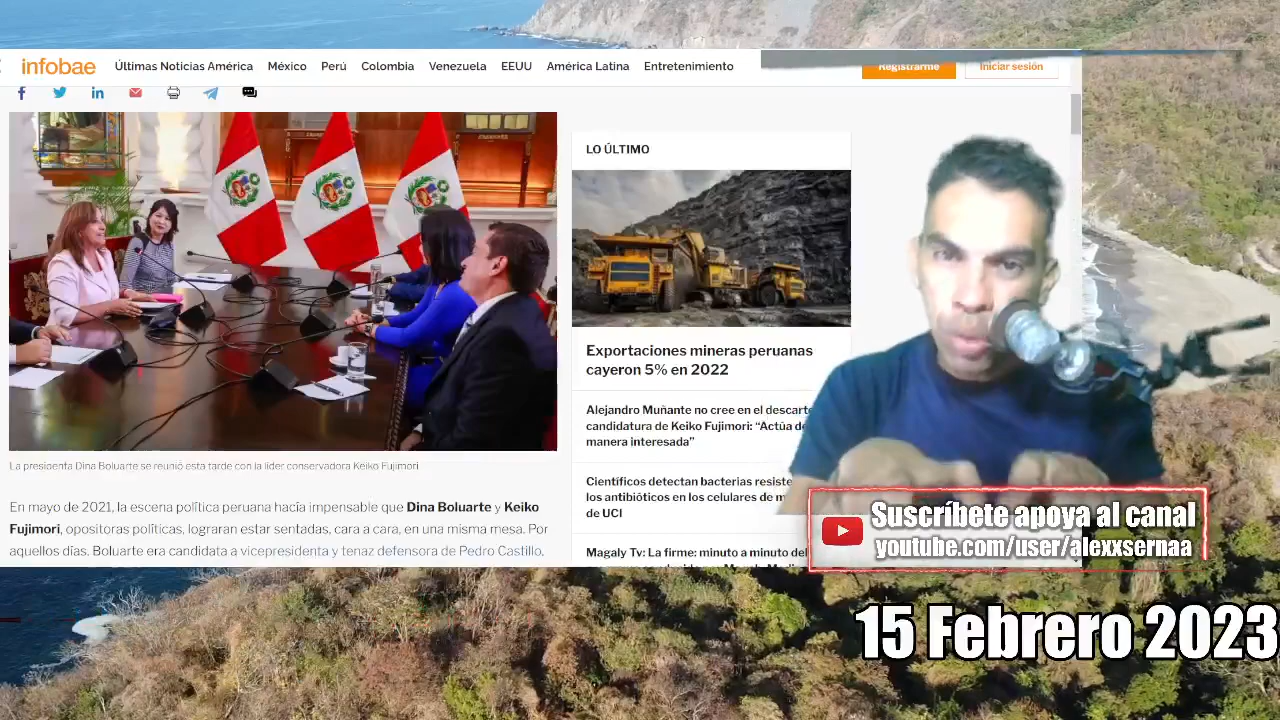 infobae
Últimas Noticias América México Perú Colombia Venezuela EEUU América Latina Entretenimiento
Registrarme Iniciar sesión
La presidenta Dina Boluarte se reunió esta tarde con la líder conservadora Keiko Fujimori
En mayo de 2021, la escena política peruana hacía impensable que Dina Boluarte y Keiko
Fujimori, opositoras políticas, lograran estar sentadas, cara a cara, en una misma mesa. Por
aquellos días, Boluarte era candidata a vicepresidenta y tenaz defensora de Pedro Castillo,
LO ÚLTIMO
Exportaciones mineras peruanas
cayeron 5% en 2022
Alejandro Muñante no cree en el descarte
candidatura de Keiko Fujimori: “Actúa de
manera interesada”
Científicos detectan bacterias
los antibióticos en los celulares de
de UCI
Magaly Tv: La firme: minuto a minuto del
Suscríbete apoya al canal
youtube.com/user/alexxsernaa
15 Febrero 2023